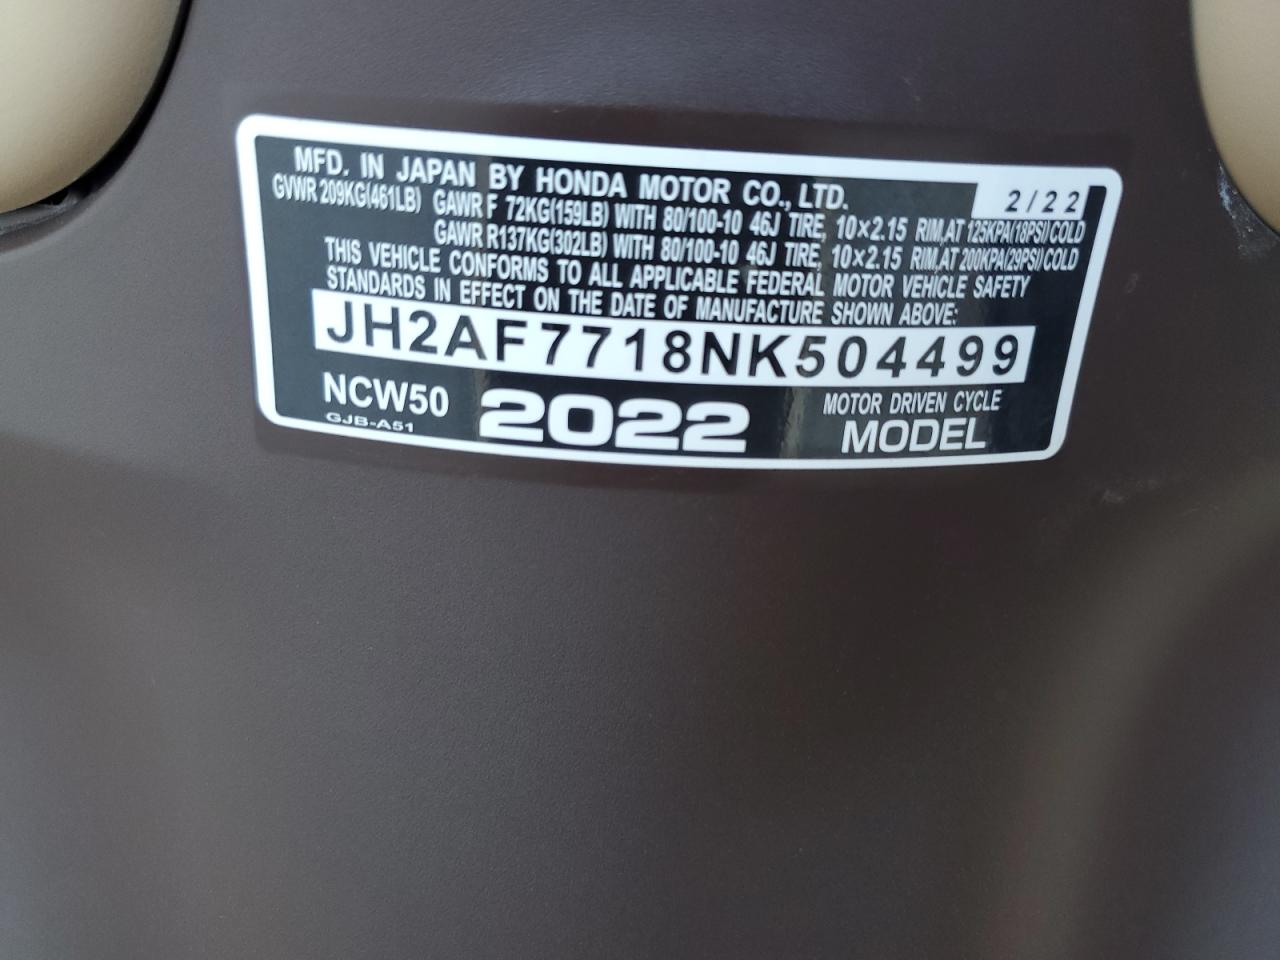 MFD. IN JAPAN BY HONDA MOTOR CO., LTD. 2/22
GVWR 209KG(461LB) GAWR F 72KG(159LB) WITH 80/100-10 46J TIRE, 10×2.15 RIM,AT 125KPA(18PSI)COLD
GAWR R137KG(302LB) WITH 80/100-10 46J TIRE, 10×2.15 RIM,AT 200KPA(29PSI)COLD
THIS VEHICLE CONFORMS TO ALL APPLICABLE FEDERAL MOTOR VEHICLE SAFETY
STANDARDS IN EFFECT ON THE DATE OF MANUFACTURE SHOWN ABOVE:
JH2AF7718NK504499
NCW50 2022 MOTOR DRIVEN CYCLE
GJB-A51 MODEL